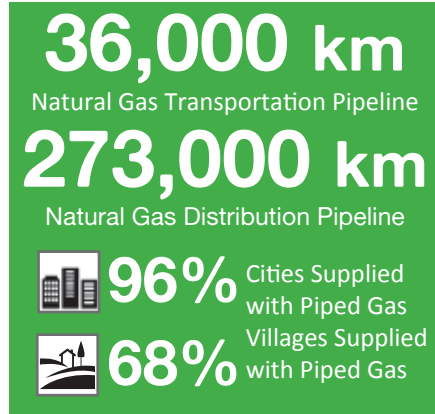 36,000 km
Natural Gas Transportation Pipeline
273,000 km
Natural Gas Distribution Pipeline
96% Cities Supplied
with Piped Gas
68% Villages Supplied
with Piped Gas